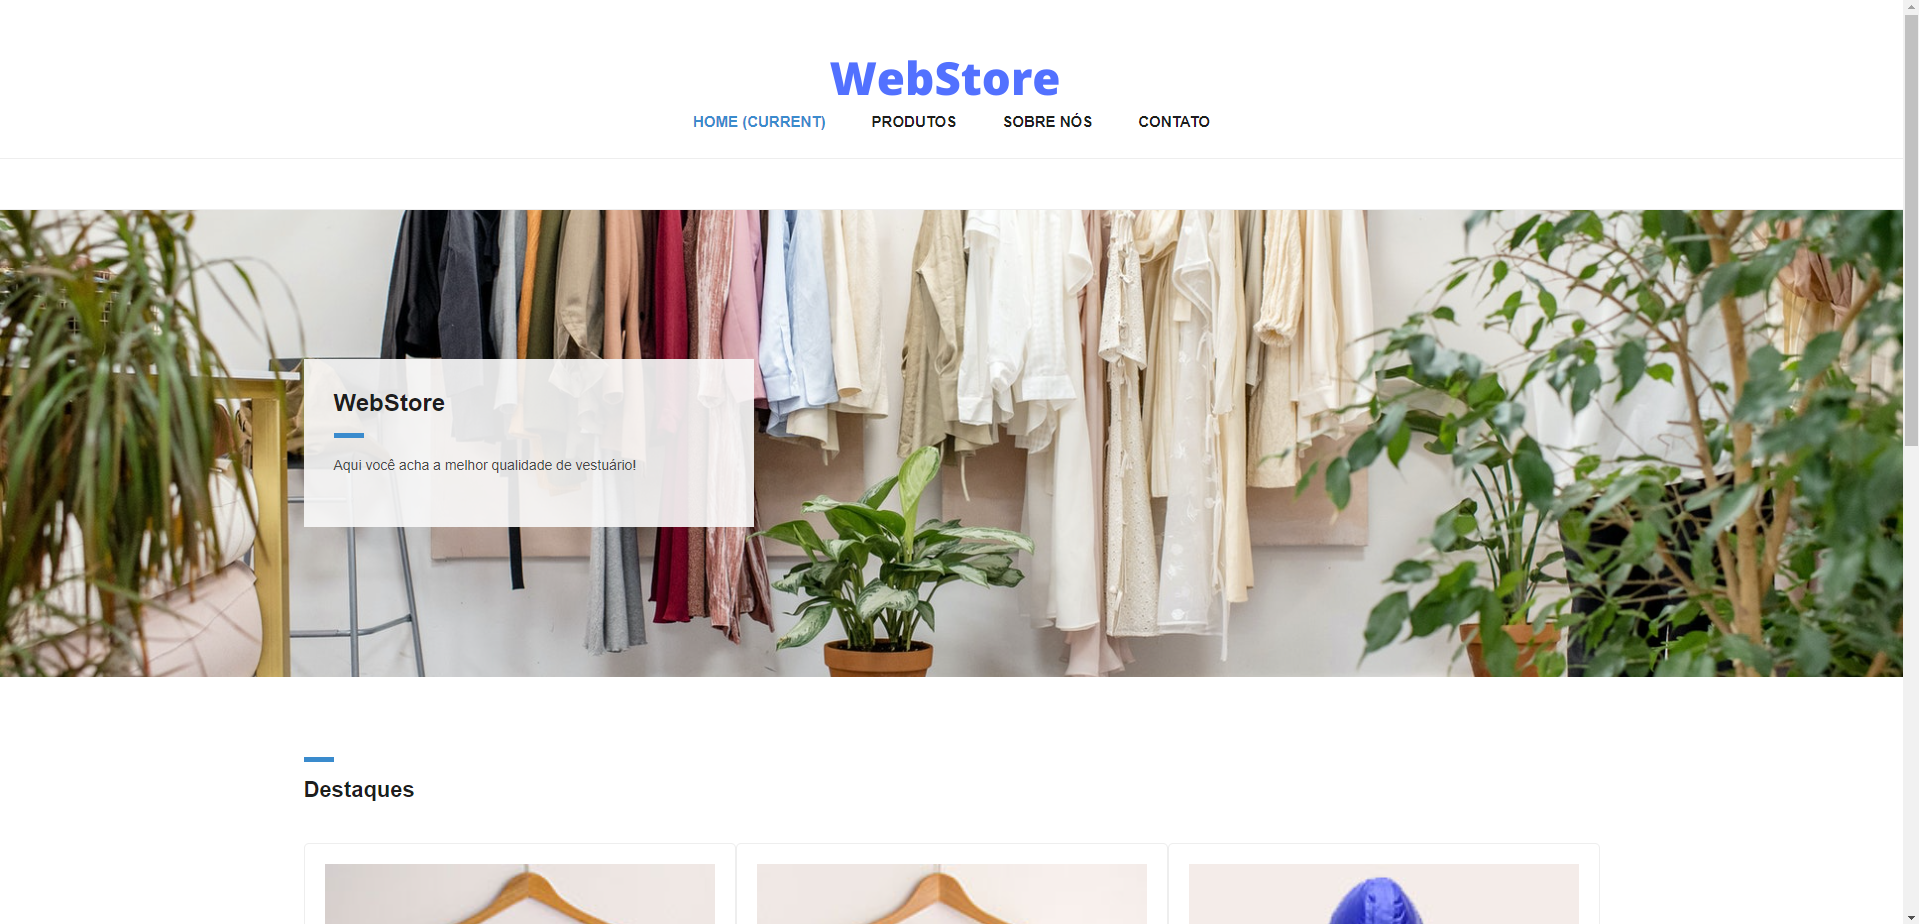 WebStore
HOME (CURRENT) PRODUTOS SOBRE NÓS CONTATO
WebStore
Aqui você acha a melhor qualidade de vestuário!
Destaques